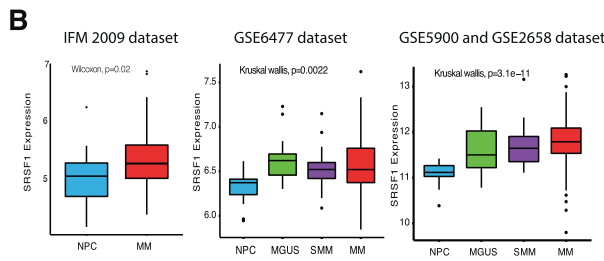 B
IFM 2009 dataset
GSE6477 dataset
GSE5900 and GSE2658 dataset
Wilcoxon, p=0.02
Kruskal wallis, p=0.0022
Kruskal wallis, p=3.1e−11
SRSF1 Expression
7
5
NPC
MM
SRSF1 Expression
7.5
7.0
6.5
6.0
NPC
MGUS
SMM
MM
SRSF1 Expression
13
12
11
10
NPC
MGUS
SMM
MM